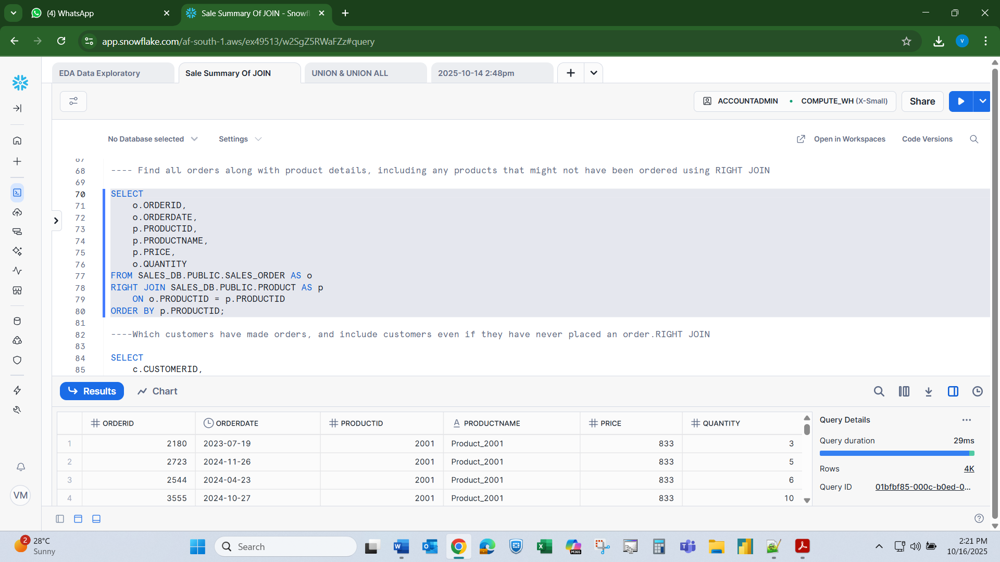 (4) WhatsApp
Sale Summary Of JOIN - Snowfl
app.snowflake.com/af-south-1.aws/ex49513/w2SgZ5RWaFZz#query
V
EDA Data Exploratory
Sale Summary Of JOIN
UNION & UNION ALL
2025-10-14 2:48pm
ACCOUNTADMIN • COMPUTE_WH (X-Small)
Share
No Database selected
Settings
Open in Workspaces
Code Versions
67
68 ---- Find all orders along with product details, including any products that might not have been ordered using RIGHT JOIN
69
70 SELECT
71 o.ORDERID,
72 o.ORDERDATE,
73 p.PRODUCTID,
74 p.PRODUCTNAME,
75 p.PRICE,
76 o.QUANTITY
77 FROM SALES_DB.PUBLIC.SALES_ORDER AS o
78 RIGHT JOIN SALES_DB.PUBLIC.PRODUCT AS p
79 ON o.PRODUCTID = p.PRODUCTID
80 ORDER BY p.PRODUCTID;
81
82 ----Which customers have made orders, and include customers even if they have never placed an order.RIGHT JOIN
83
84 SELECT
85 c.CUSTOMERID,
Results
Chart
ORDERID ORDERDATE PRODUCTID PRODUCTNAME PRICE QUANTITY
1 2180 2023-07-19 2001 Product_2001 833 3
2 2723 2024-11-26 2001 Product_2001 833 5
3 2544 2024-04-23 2001 Product_2001 833 6
4 3555 2024-10-27 2001 Product_2001 833 10
Query Details
Query duration 29ms
Rows 4K
Query ID 01bfbf85-000c-b0ed-0...
VM
2
28°C
Sunny
Search
M365
2:21 PM
10/16/2025